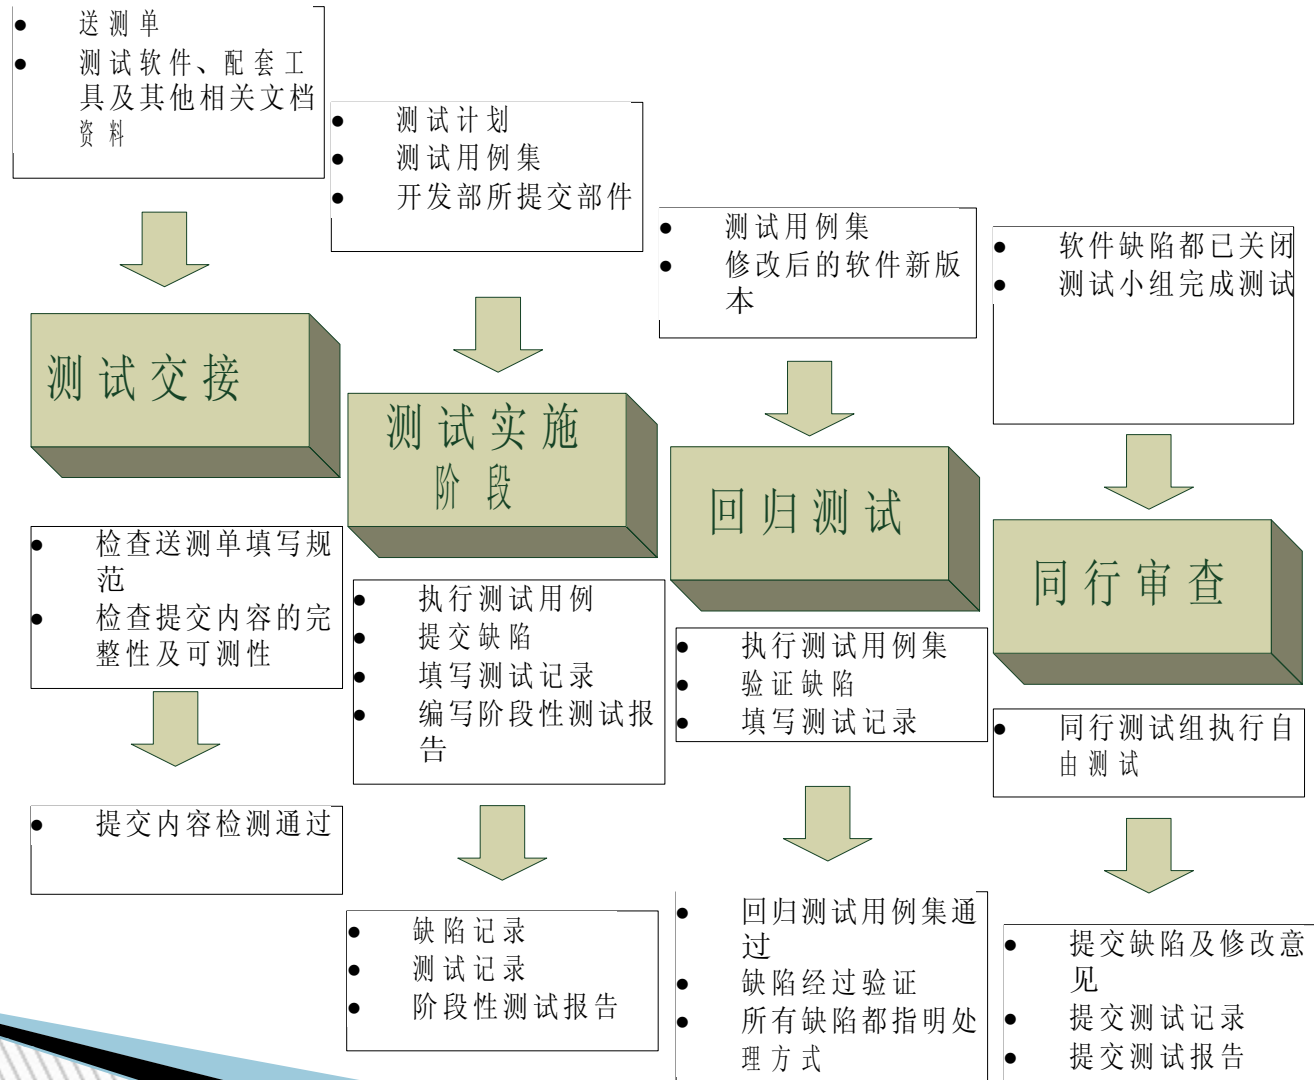 送测单
测试软件、配套工
具及其他相关文档
资料
测试交接
检查送测单填写规
范
检查提交内容的完
整性及可测性
提交内容检测通过
测试计划
测试用例集
开发部所提交部件
测试实施
阶段
执行测试用例
提交缺陷
填写测试记录
编写阶段性测试报
告
缺陷记录
测试记录
阶段性测试报告
测试用例集
修改后的软件新版
本
回归测试
执行测试用例集
验证缺陷
填写测试记录
回归测试用例集通
过
缺陷经过验证
所有缺陷都指明处
理方式
软件缺陷都已关闭
测试小组完成测试
同行审查
同行测试组执行自
由测试
提交缺陷及修改意
见
提交测试记录
提交测试报告